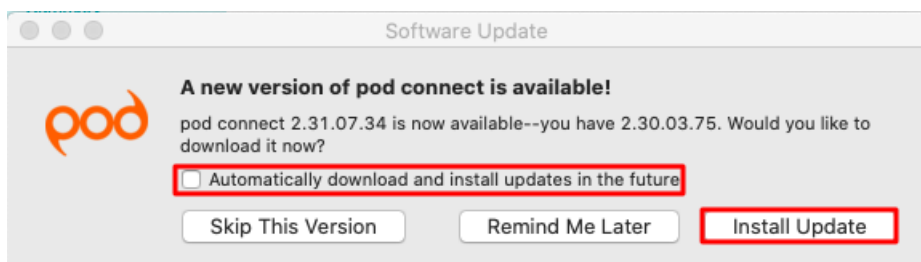 Software Update
A new version of pod connect is available!
pod
pod connect 2.31.07.34 is now available--you have 2.30.03.75. Would you like to
download it now?
Automatically download and install updates in the future
Skip This Version
Remind Me Later
Install Update